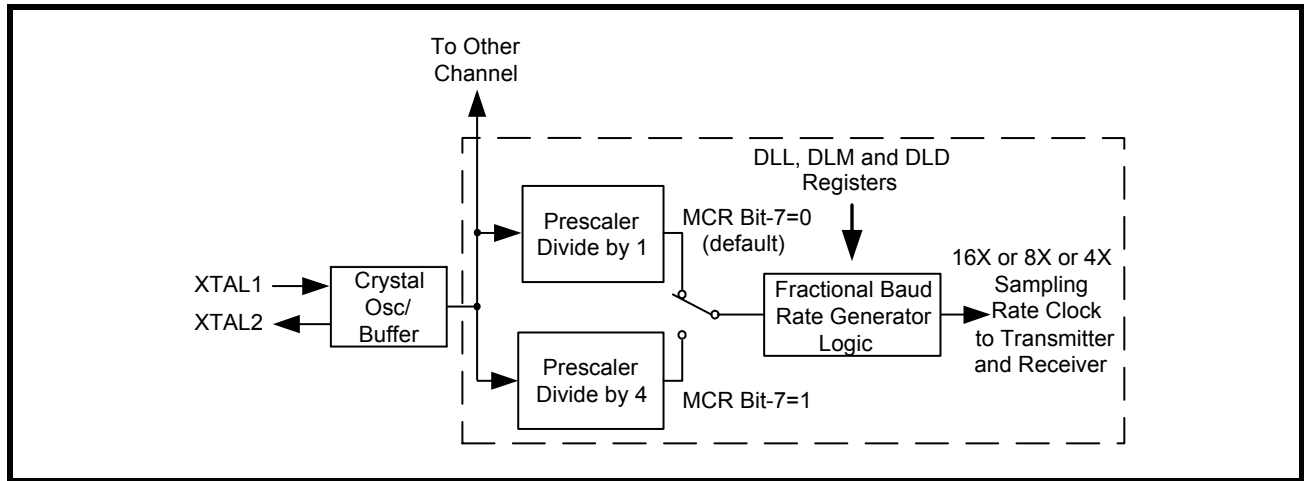 To Other
Channel
DLL, DLM and DLD
Registers
Prescaler
Divide by 1
MCR Bit-7=0
(default)
16X or 8X or 4X
Sampling
Rate Clock
to Transmitter
and Receiver
XTAL1
XTAL2
Crystal
Osc/
Buffer
Fractional Baud
Rate Generator
Logic
Prescaler
Divide by 4
MCR Bit-7=1